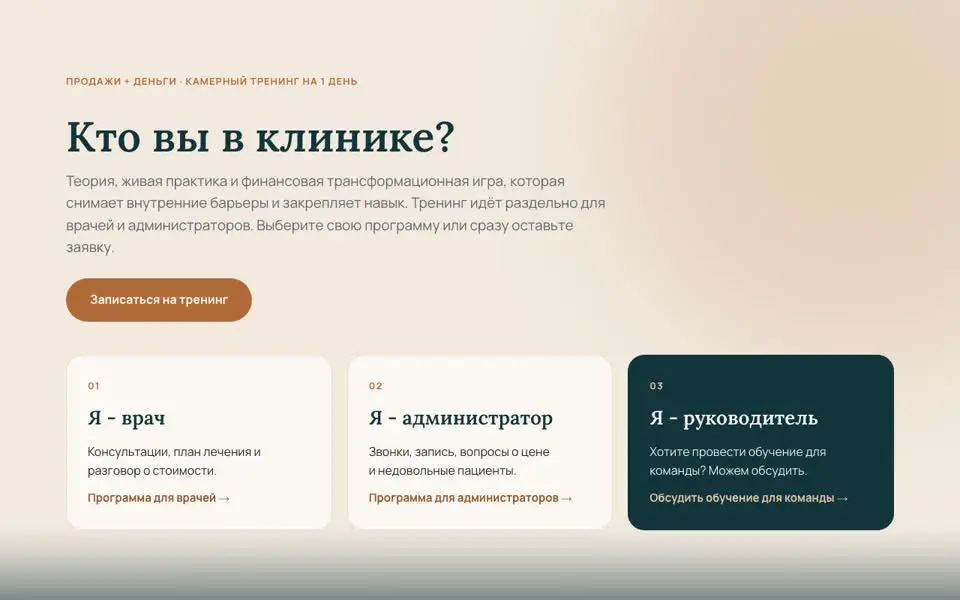 ПРОДАЖИ + ДЕНЬГИ · КАМЕРНЫЙ ТРЕНИНГ НА 1 ДЕНЬ
Кто вы в клинике?
Теория, живая практика и финансовая трансформационная игра, которая
снимает внутренние барьеры и закрепляет навык. Тренинг идёт раздельно для
врачей и администраторов. Выберите свою программу или сразу оставьте
заявку.
Записаться на тренинг
01
Я - врач
Консультации, план лечения и
разговор о стоимости.
Программа для врачей →
02
Я - администратор
Звонки, запись, вопросы о цене
и недовольные пациенты.
Программа для администраторов →
03
Я - руководитель
Хотите провести обучение для
команды? Можем обсудить.
Обсудить обучение для команды →